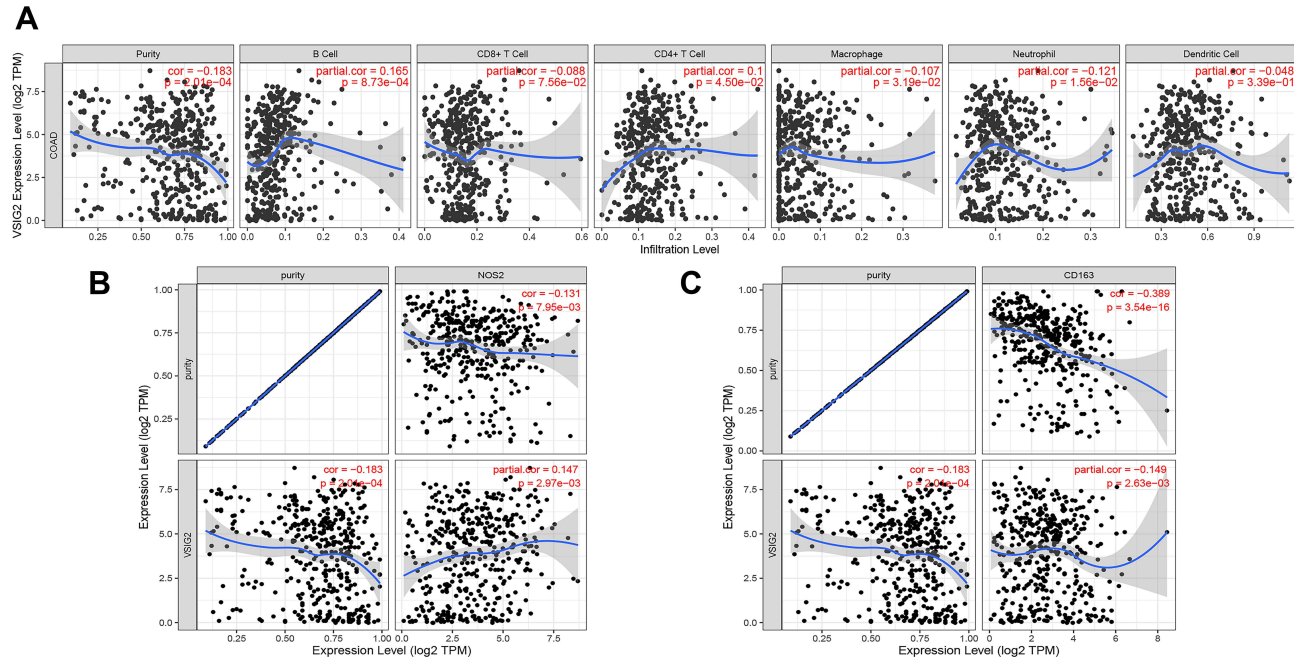 A
Purity
B Cell
CD8+ T Cell
CD4+ T Cell
Macrophage
Neutrophil
Dendritic Cell
VSIG2 Expression Level (log2 TPM)
COAD
cor = −0.183
p = 2.01e−04
partial.cor = 0.165
p = 8.73e−04
partial.cor = −0.088
p = 7.56e−02
partial.cor = 0.1
p = 4.50e−02
partial.cor = −0.107
p = 3.19e−02
partial.cor = −0.121
p = 1.56e−02
partial.cor = −0.048
p = 3.39e−01
7.5
5.0
2.5
0.0
0.25 0.50 0.75 1.00
0.0 0.1 0.2 0.3 0.4
0.0 0.2 0.4 0.6
0.0 0.1 0.2 0.3 0.4
0.0 0.1 0.2 0.3
0.1 0.2 0.3
0.3 0.6 0.9
Infiltration Level
B
purity
NOS2
Expression Level (log2 TPM)
purity
1.00
0.75
0.50
0.25
0.00
cor = −0.131
p = 7.95e−03
VSIG2
7.5
5.0
2.5
0.0
cor = −0.183
p = 2.01e−04
partial.cor = 0.147
p = 2.97e−03
0.25 0.50 0.75 1.00
0.0 2.5 5.0 7.5
Expression Level (log2 TPM)
C
purity
CD163
Expression Level (log2 TPM)
purity
1.00
0.75
0.50
0.25
0.00
cor = −0.389
p = 3.54e−16
VSIG2
7.5
5.0
2.5
0.0
cor = −0.183
p = 2.01e−04
partial.cor = −0.149
p = 2.63e−03
0.25 0.50 0.75 1.00
0 2 4 6 8
Expression Level (log2 TPM)